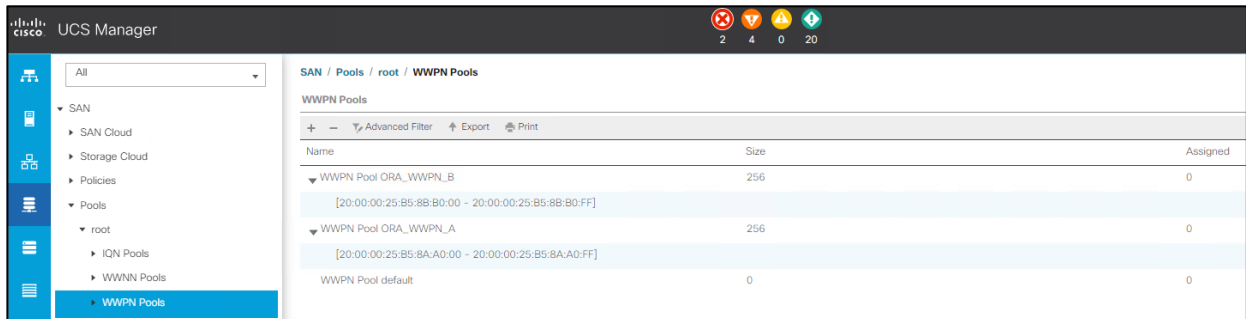 cisco UCS Manager
2 4 0 20
All
SAN
SAN Cloud
Storage Cloud
Policies
Pools
root
IQN Pools
WWNN Pools
WWPN Pools
SAN / Pools / root / WWPN Pools
WWPN Pools
+ − Advanced Filter Export Print
Name Size Assigned
WWPN Pool ORA_WWPN_B 256 0
[20:00:00:25:B5:8B:B0:00 - 20:00:00:25:B5:8B:B0:FF]
WWPN Pool ORA_WWPN_A 256 0
[20:00:00:25:B5:8A:A0:00 - 20:00:00:25:B5:8A:A0:FF]
WWPN Pool default 0 0